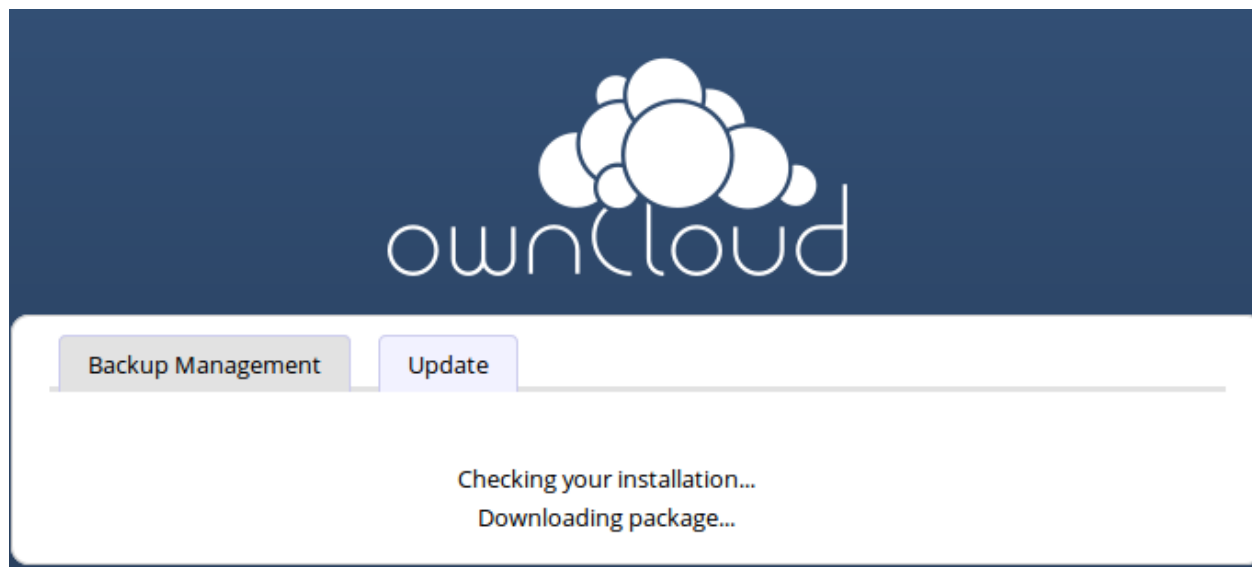 ownCloud
Backup Management
Update
Checking your installation...
Downloading package...